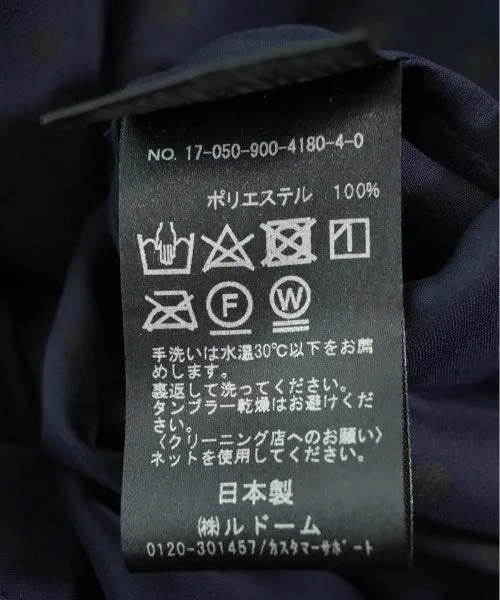 NO. 17-050-900-4180-4-0
ポリエステル 100%
F W
手洗いは水温30℃以下をお薦
めします。
裏返して洗ってください。
タンブラー乾燥はお避けくだ
さい。
〈クリーニング店へのお願い〉
ネットを使用してください。
日本製
㈱ルドーム
0120-301457/ｶｽﾀﾏｰｻﾎﾟｰﾄ